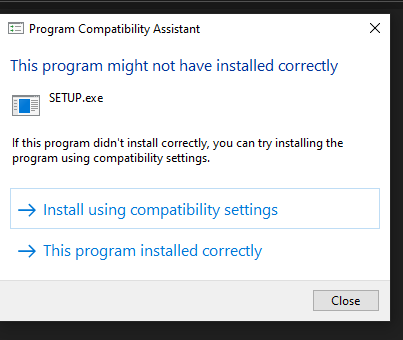 Program Compatibility Assistant
This program might not have installed correctly
SETUP.exe
If this program didn't install correctly, you can try installing the
program using compatibility settings.
Install using compatibility settings
This program installed correctly
Close